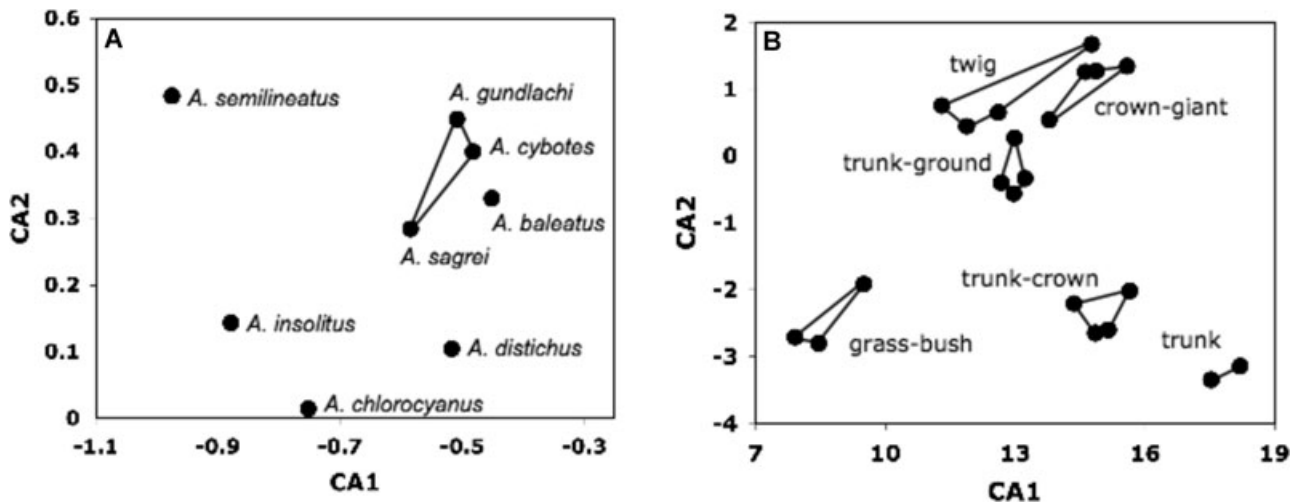 A
0.6
0.5
0.4
0.3
0.2
0.1
0
CA2
A. semilineatus
A. gundlachi
A. cybotes
A. baleatus
A. sagrei
A. insolitus
A. distichus
A. chlorocyanus
-1.1 -0.9 -0.7 -0.5 -0.3
CA1
B
2
1
0
-1
-2
-3
-4
CA2
twig
crown-giant
trunk-ground
trunk-crown
grass-bush
trunk
7 10 13 16 19
CA1